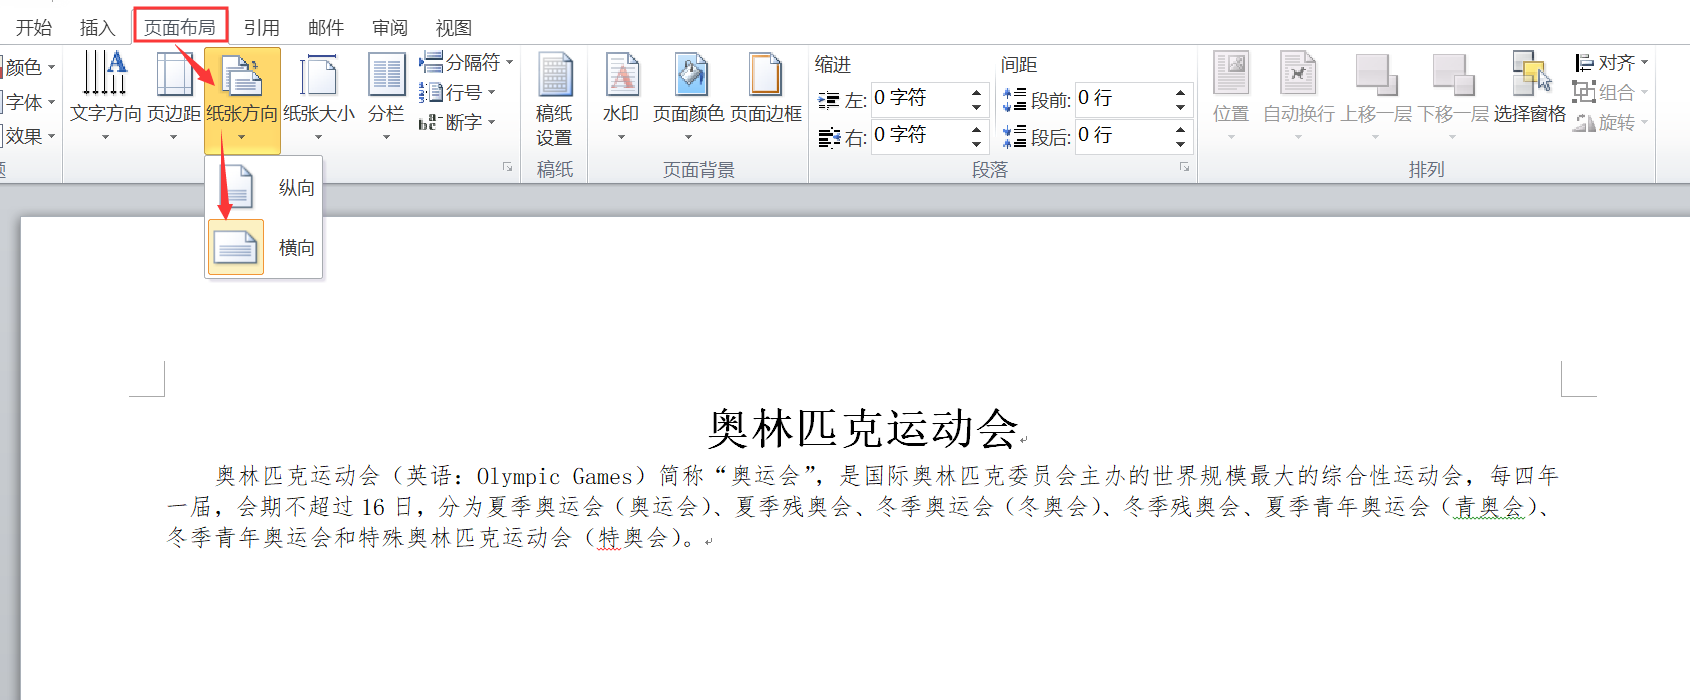 开始 插入 页面布局 引用 邮件 审阅 视图
颜色
字体
效果
文字方向 页边距 纸张方向 纸张大小 分栏
分隔符
行号
断字
稿纸
设置
稿纸
水印 页面颜色 页面边框
页面背景
缩进 间距
左: 0 字符 段前: 0 行
右: 0 字符 段后: 0 行
段落
位置 自动换行 上移一层 下移一层 选择窗格
对齐
组合
旋转
排列
纵向
横向
奥林匹克运动会
奥林匹克运动会（英语：Olympic Games）简称“奥运会”，是国际奥林匹克委员会主办的世界规模最大的综合性运动会，每四年
一届，会期不超过 16 日，分为夏季奥运会（奥运会）、夏季残奥会、冬季奥运会（冬奥会）、冬季残奥会、夏季青年奥运会（青奥会）、
冬季青年奥运会和特殊奥林匹克运动会（特奥会）。